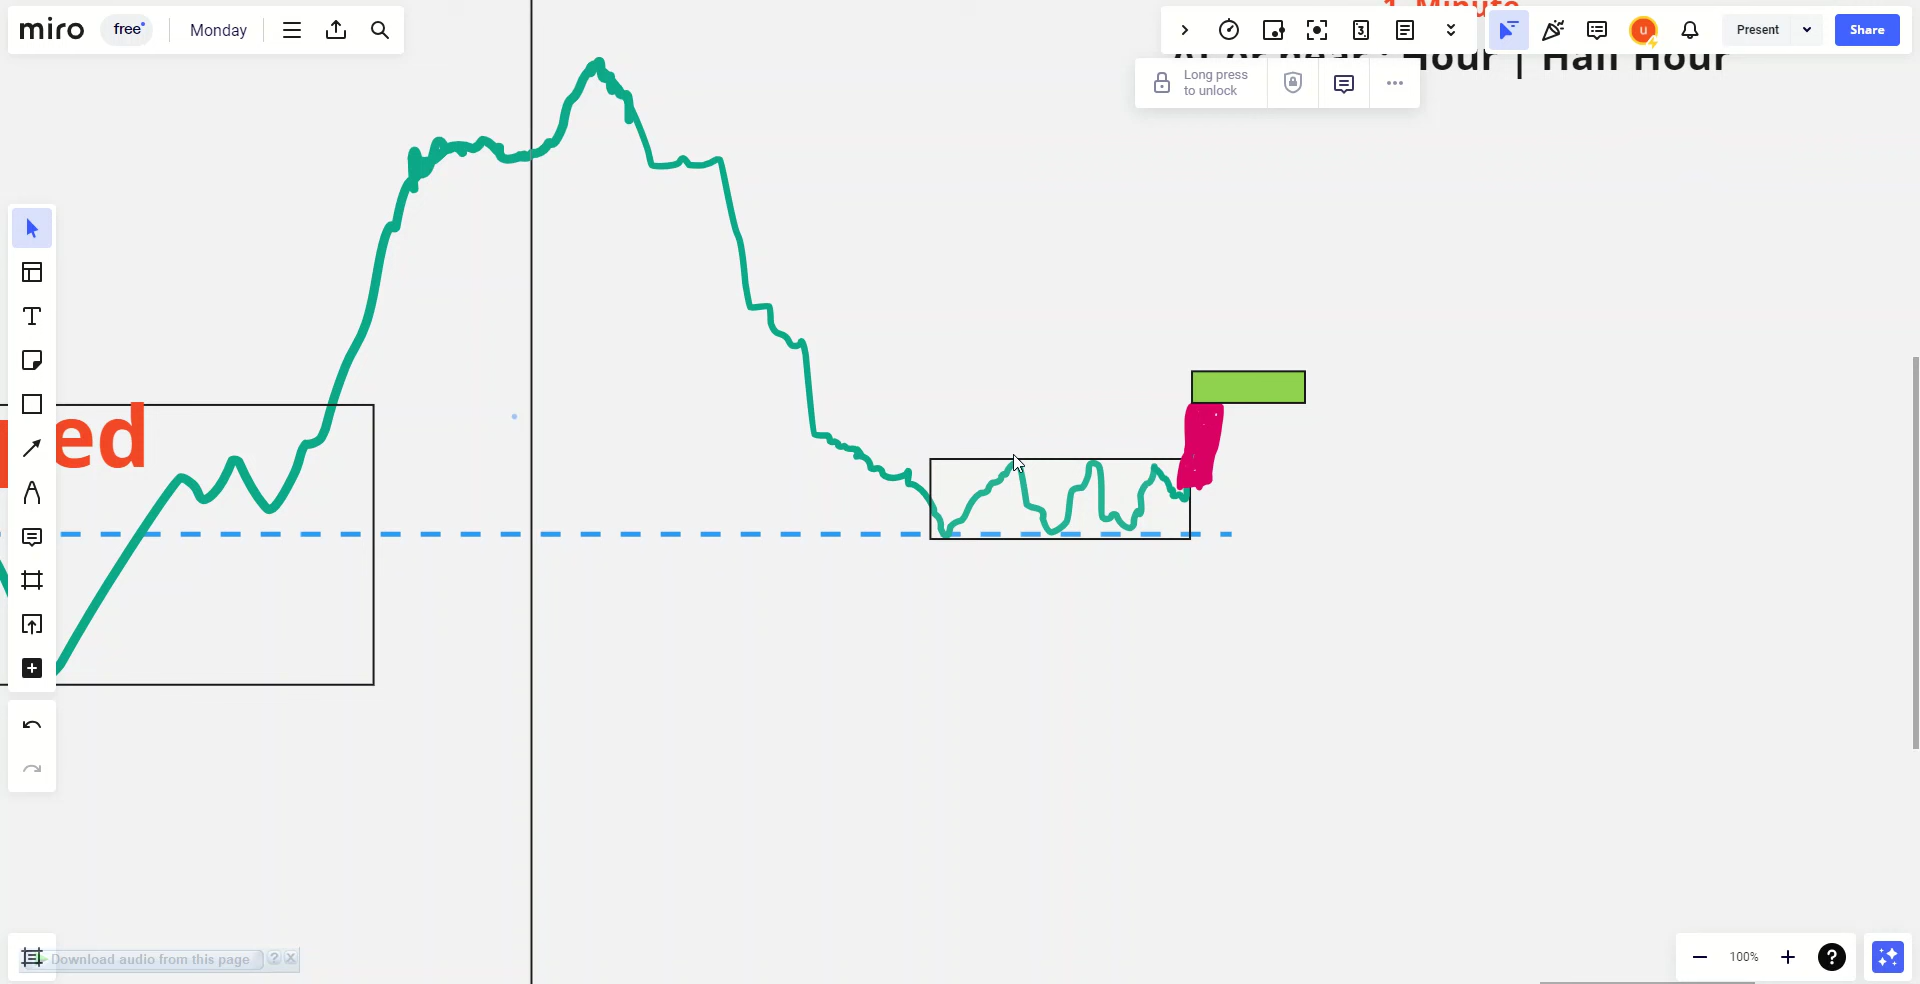 miro
free
Monday
3
u
Present
Share
Hour | Half Hour
Long press
to unlock
ed
Download audio from this page
?
x
100%
?